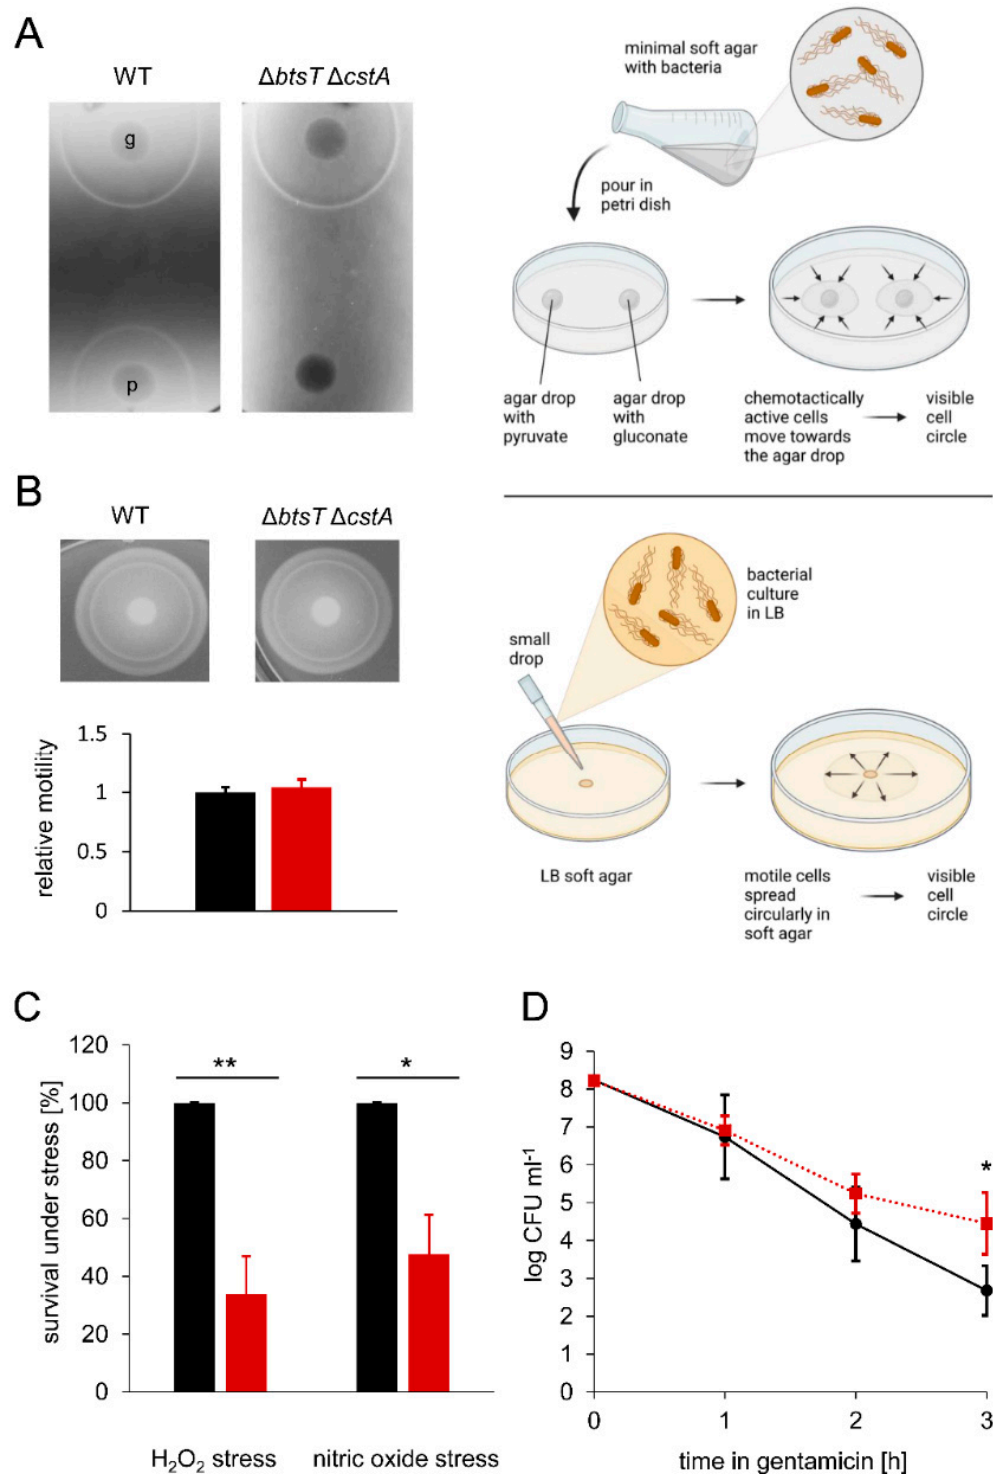 A
WT
ΔbtsT ΔcstA
g
p
minimal soft agar
with bacteria
pour in
petri dish
agar drop
with
pyruvate
agar drop
with
gluconate
chemotactically
active cells
move towards
the agar drop
visible
cell
circle
B
WT
ΔbtsT ΔcstA
relative motility
1.5
1
0.5
0
bacterial
culture
in LB
small
drop
LB soft agar
motile cells
spread
circularly in
soft agar
visible
cell
circle
C
survival under stress [%]
120
100
80
60
40
20
0
**
*
H₂O₂ stress
nitric oxide stress
D
log CFU ml⁻¹
9
8
7
6
5
4
3
2
1
0
*
0
1
2
3
time in gentamicin [h]